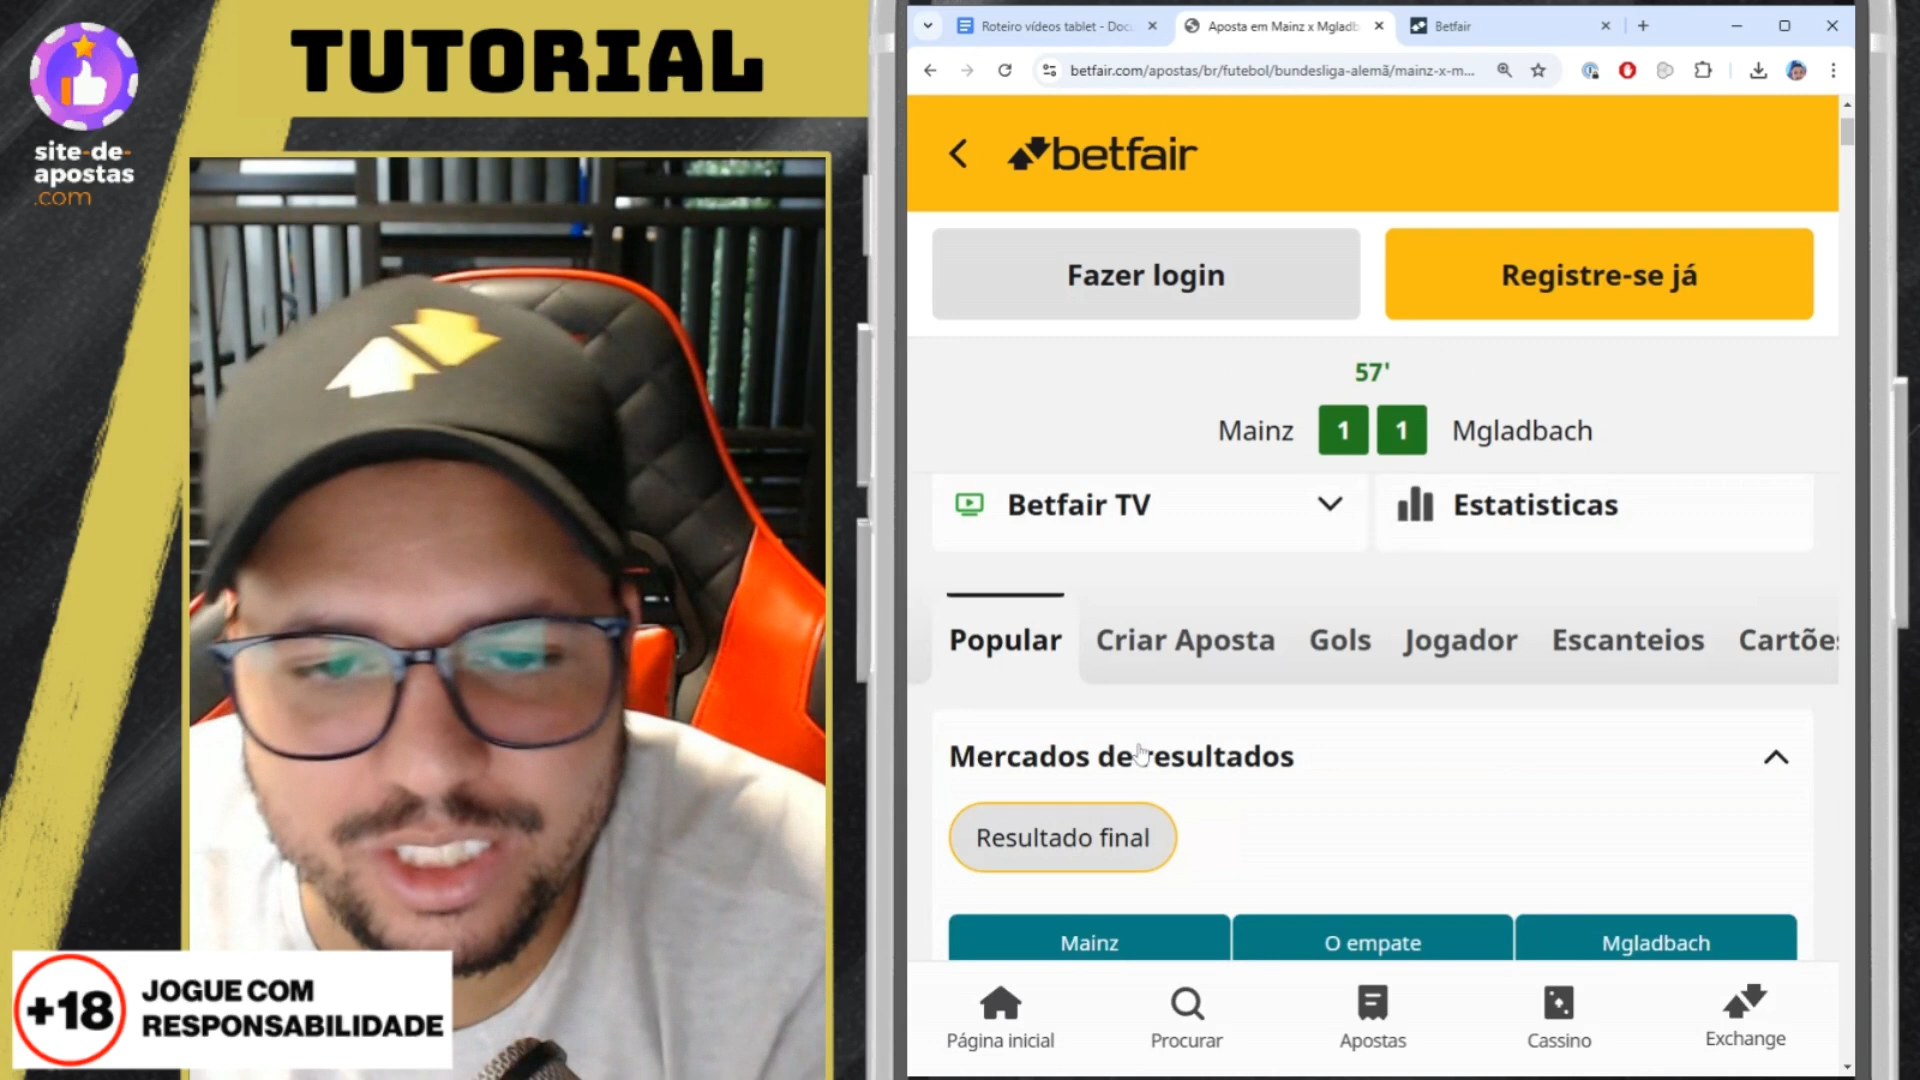 TUTORIAL
site-de-
apostas
.com
+18
JOGUE COM
RESPONSABILIDADE
Roteiro vídeos tablet - Doc
Aposta em Mainz x Mgladb
Betfair
betfair.com/apostas/br/futebol/bundesliga-alemã/mainz-x-m...
betfair
Fazer login
Registre-se já
57'
Mainz 1 1 Mgladbach
Betfair TV
Estatisticas
Popular Criar Aposta Gols Jogador Escanteios Cartões
Mercados de resultados
Resultado final
Mainz O empate Mgladbach
Página inicial Procurar Apostas Cassino Exchange